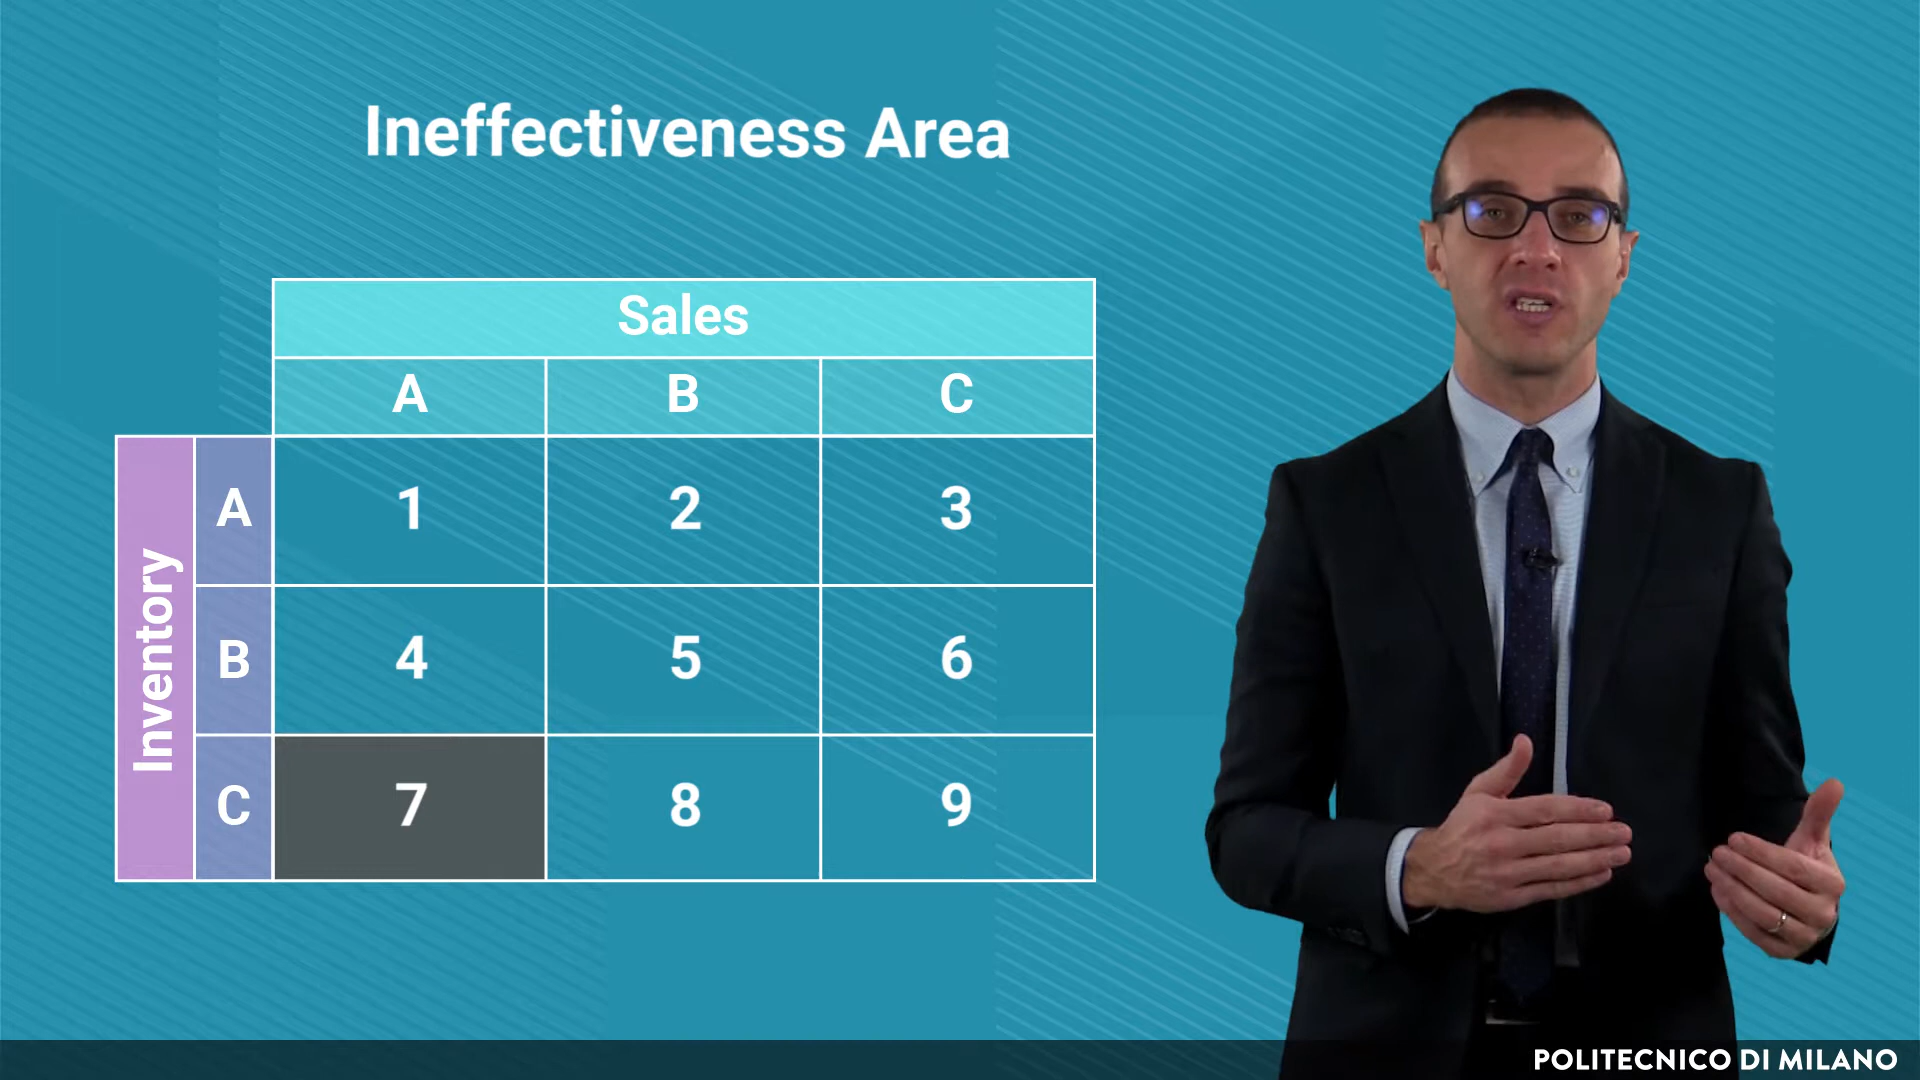 Ineffectiveness Area
Sales
A B C
Inventory
A 1 2 3
B 4 5 6
C 7 8 9
POLITECNICO DI MILANO